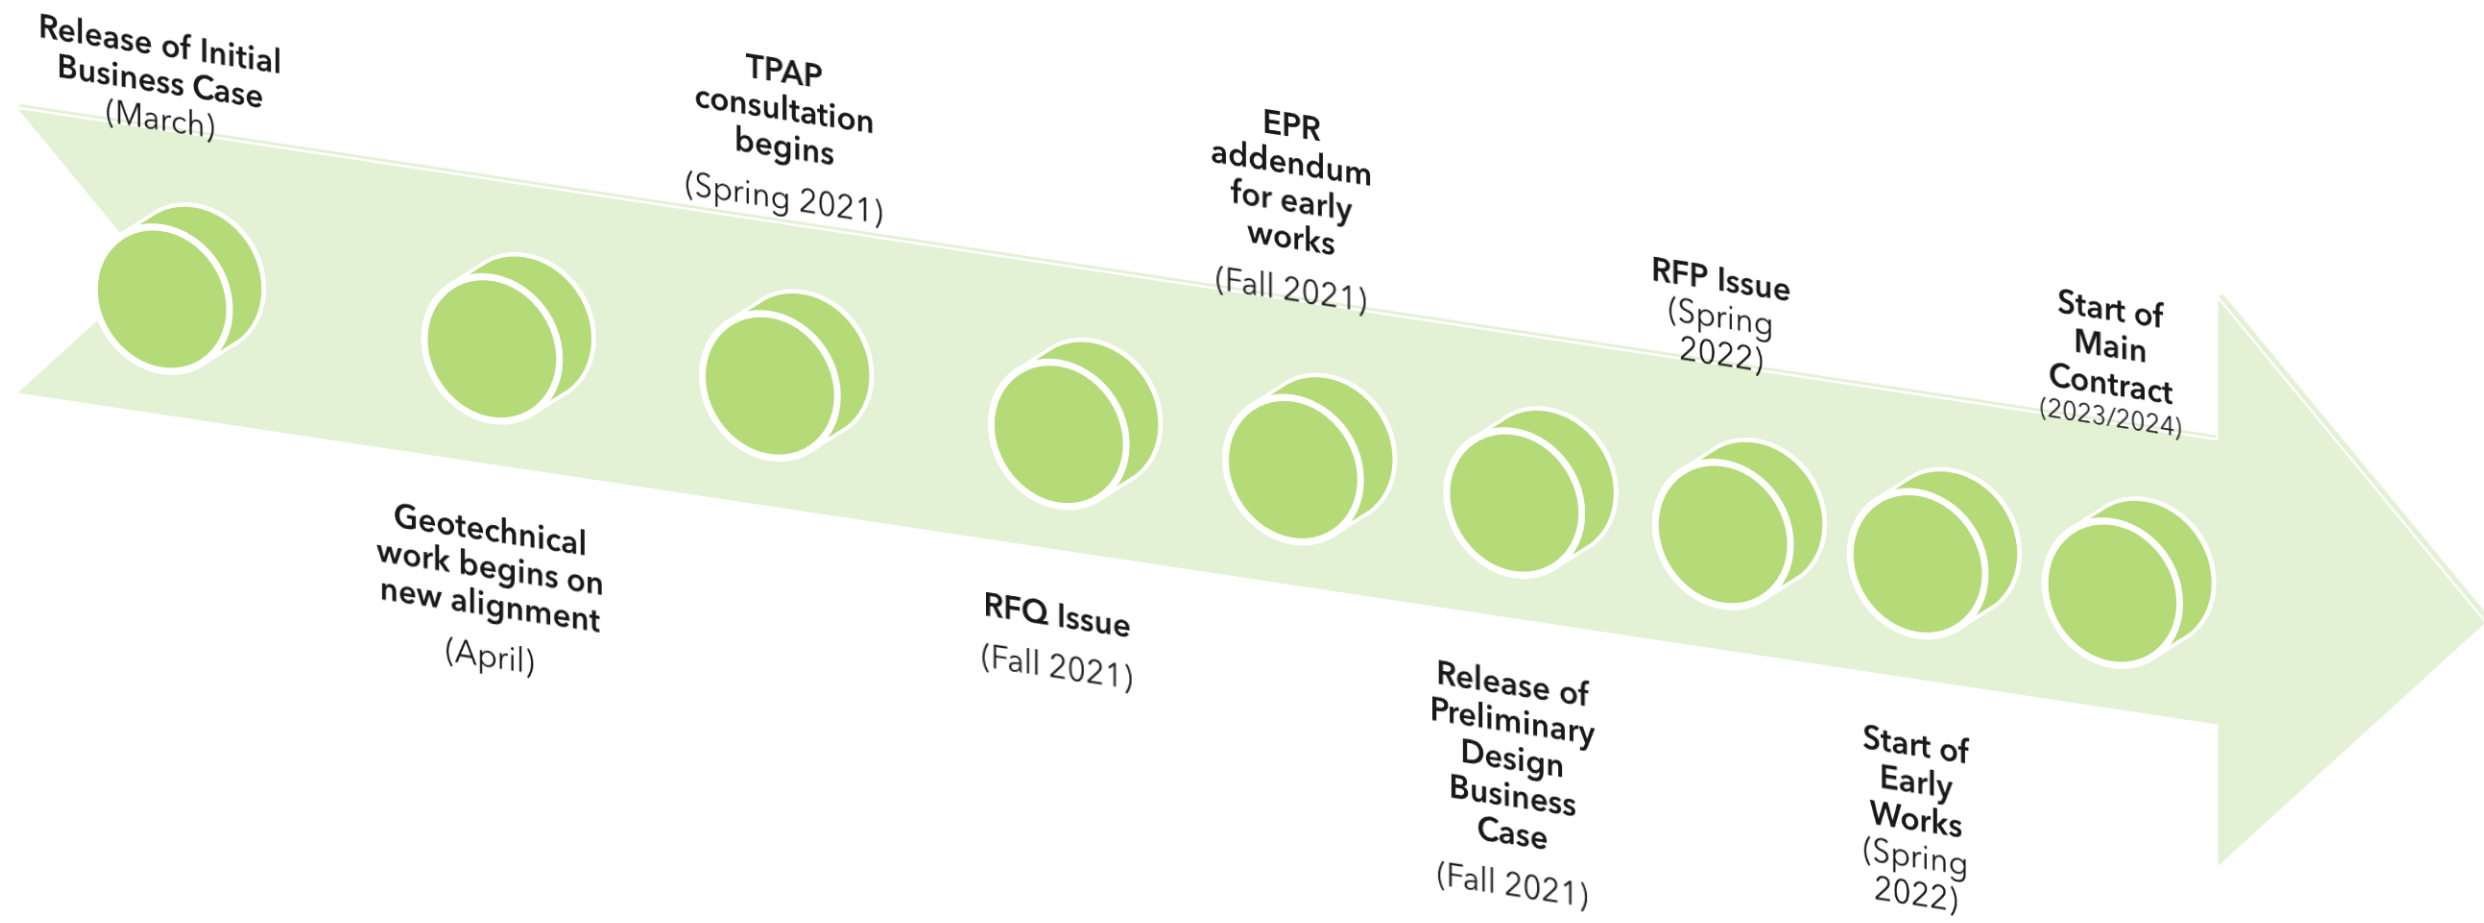 Release of Initial
Business Case
(March)
Geotechnical
work begins on
new alignment
(April)
TPAP
consultation
begins
(Spring 2021)
RFQ Issue
(Fall 2021)
EPR
addendum
for early
works
(Fall 2021)
Release of
Preliminary
Design
Business
Case
(Fall 2021)
RFP Issue
(Spring
2022)
Start of
Early
Works
(Spring
2022)
Start of
Main
Contract
(2023/2024)